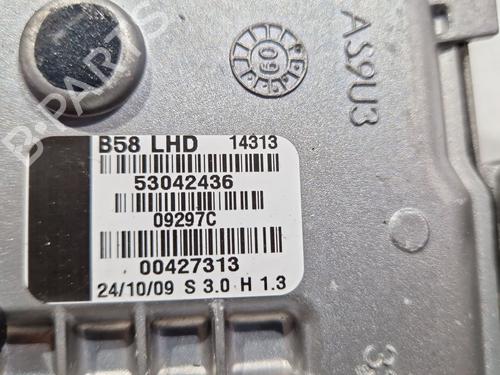 B58 LHD 14313
53042436
09297C
00427313
24/10/09 S 3.0 H 1.3
09
AS9U3
B-PARTS